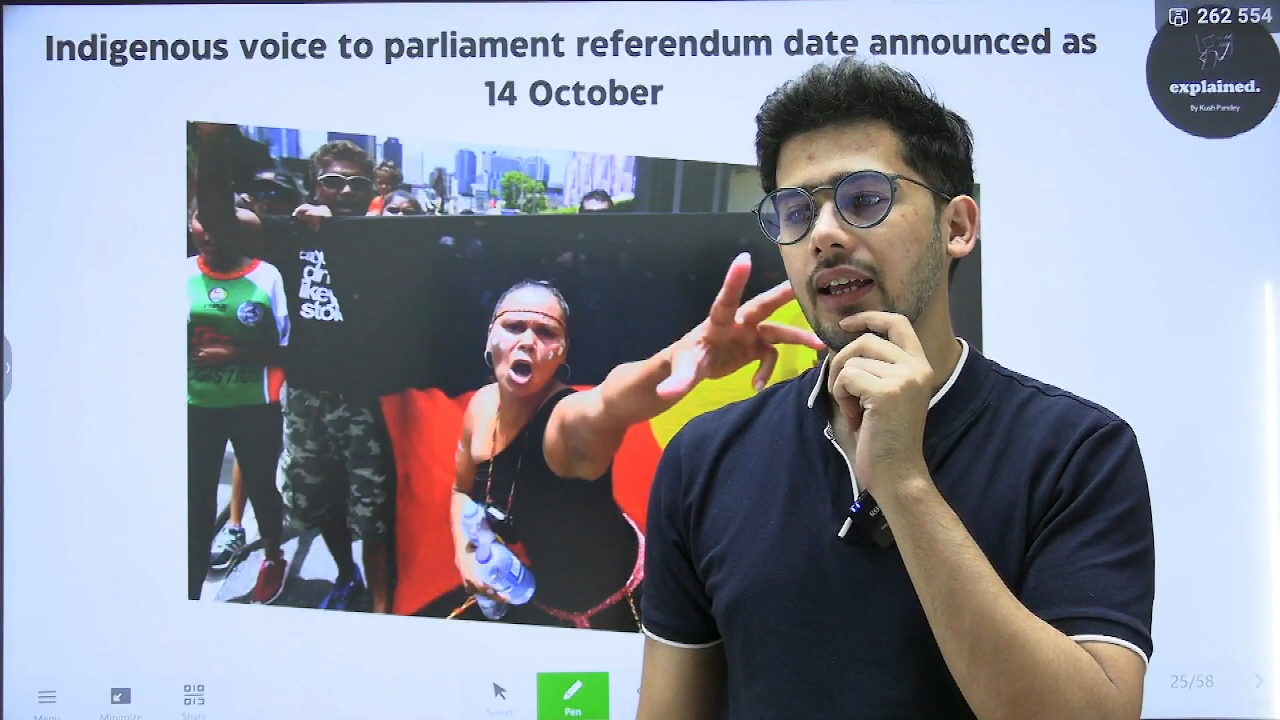 Indigenous voice to parliament referendum date announced as
14 October
262 554
explained.
By Kush Pandey
Menu
Minimize
Share
Select
Pen
25/58